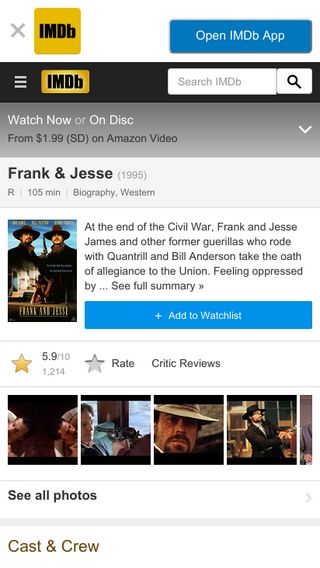 IMDb
Open IMDb App
IMDb
Search IMDb
Watch Now or On Disc
From $1.99 (SD) on Amazon Video
Frank & Jesse (1995)
R | 105 min | Biography, Western
At the end of the Civil War, Frank and Jesse
James and other former guerillas who rode
with Quantrill and Bill Anderson take the oath
of allegiance to the Union. Feeling oppressed
by ... See full summary »
FRANK AND JESSE
+ Add to Watchlist
5.9/10
1,214
Rate
Critic Reviews
See all photos
Cast & Crew